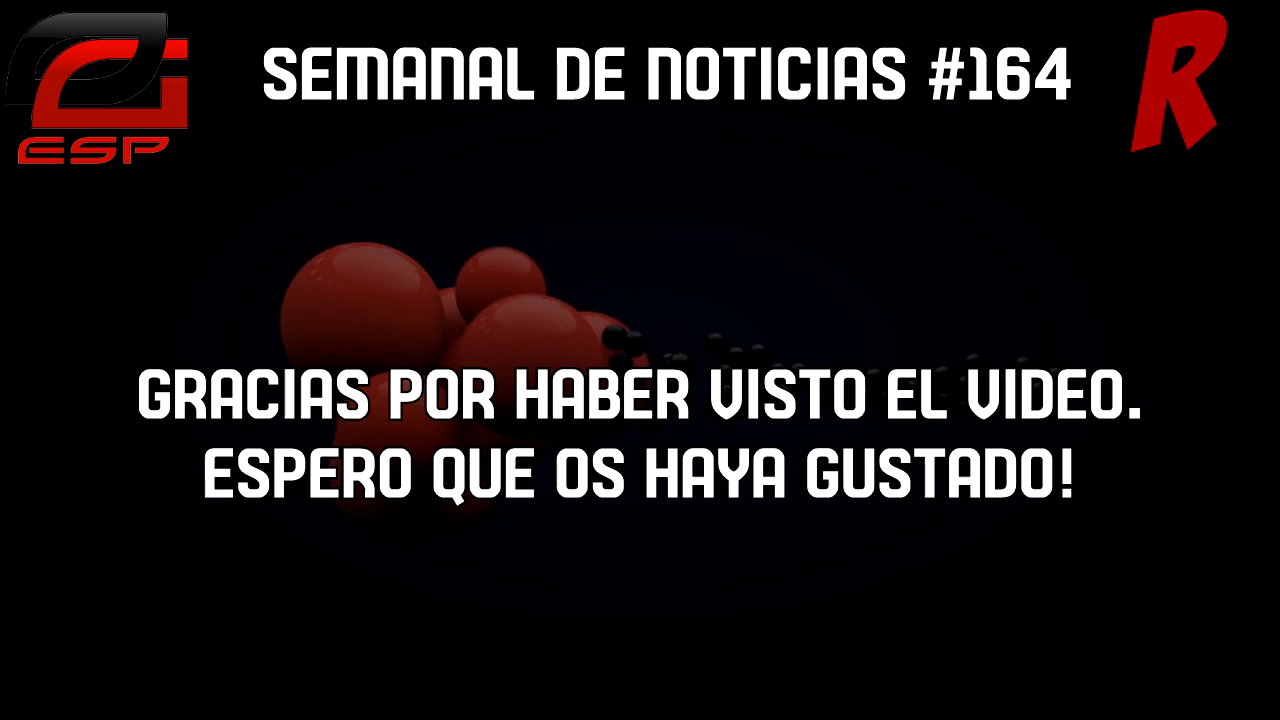 SEMANAL DE NOTICIAS #164
R
ESP
GRACIAS POR HABER VISTO EL VIDEO.
ESPERO QUE OS HAYA GUSTADO!